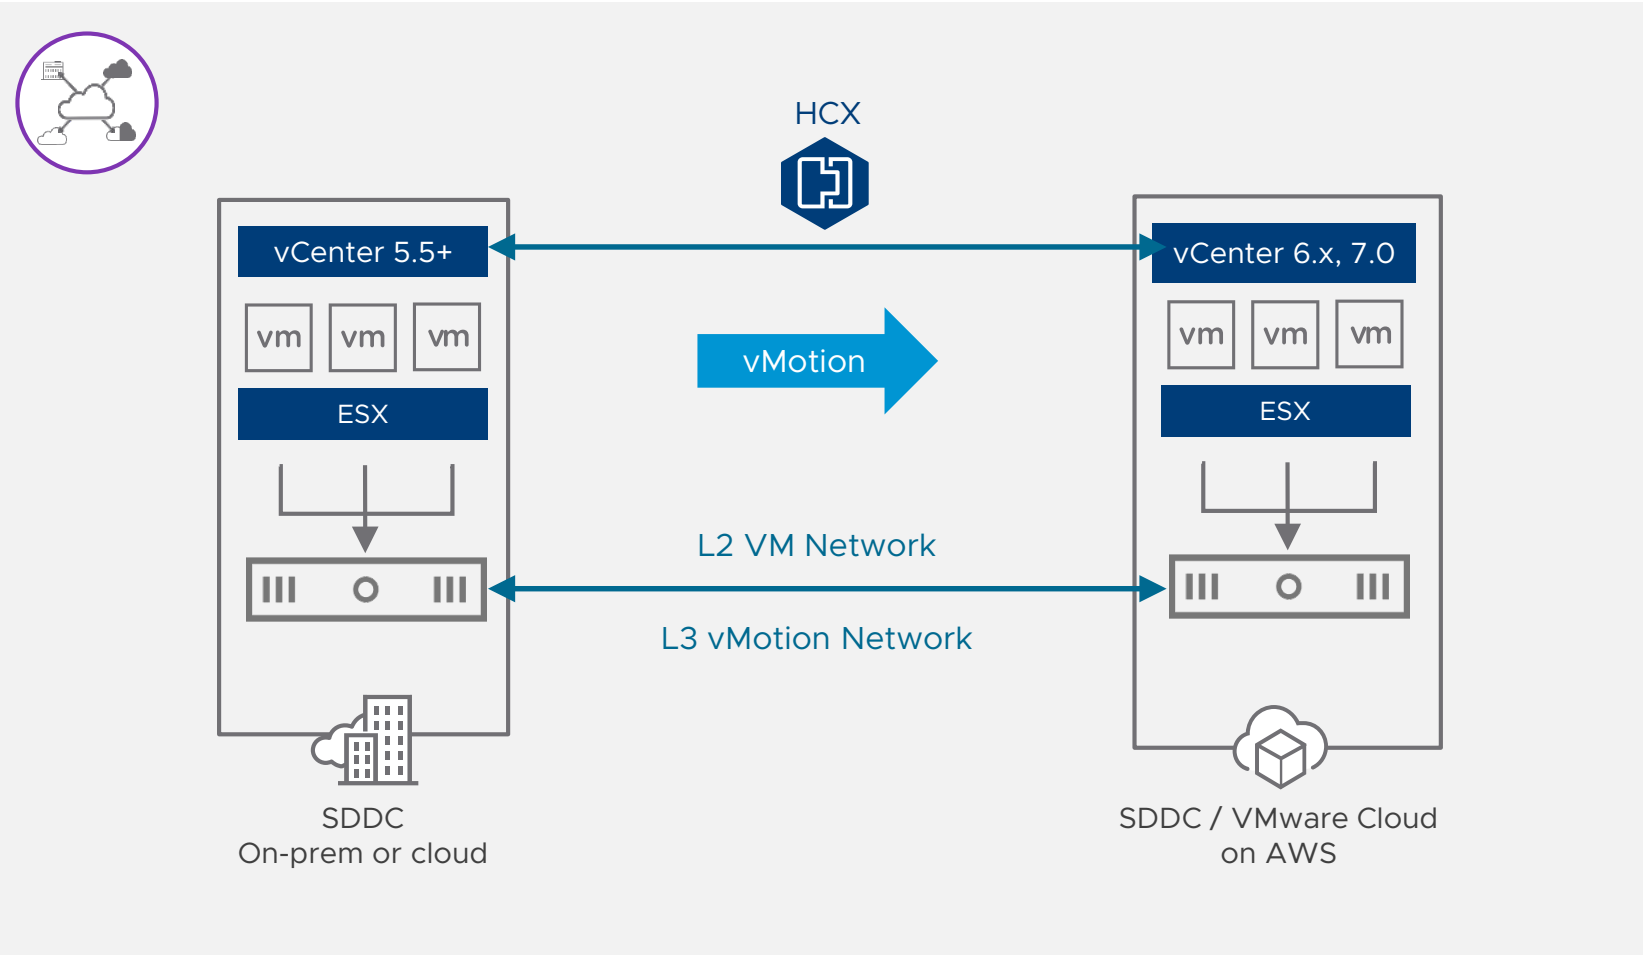 HCX
vCenter 5.5+
vm vm vm
ESX
SDDC
On-prem or cloud
vMotion
L2 VM Network
L3 vMotion Network
vCenter 6.x, 7.0
vm vm vm
ESX
SDDC / VMware Cloud
on AWS